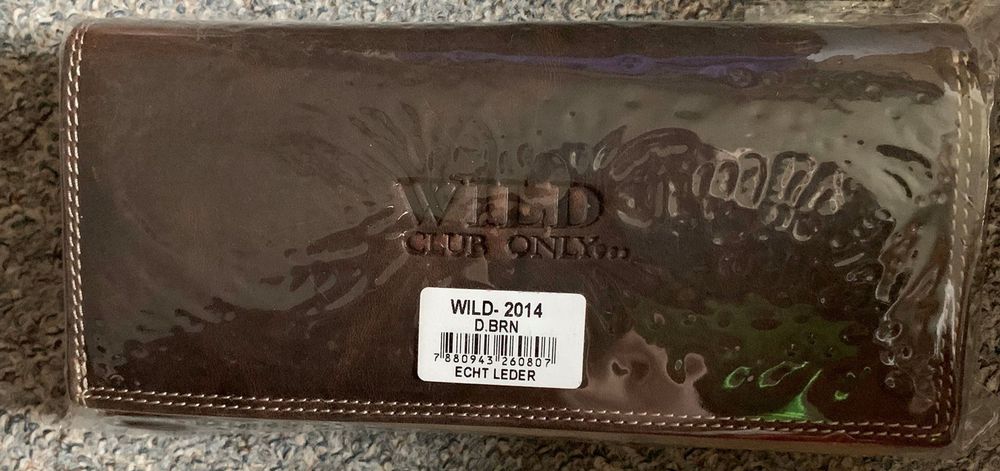 WILD
CLUB ONLY,,,
WILD- 2014
D.BRN
7 880943 260807
ECHT LEDER